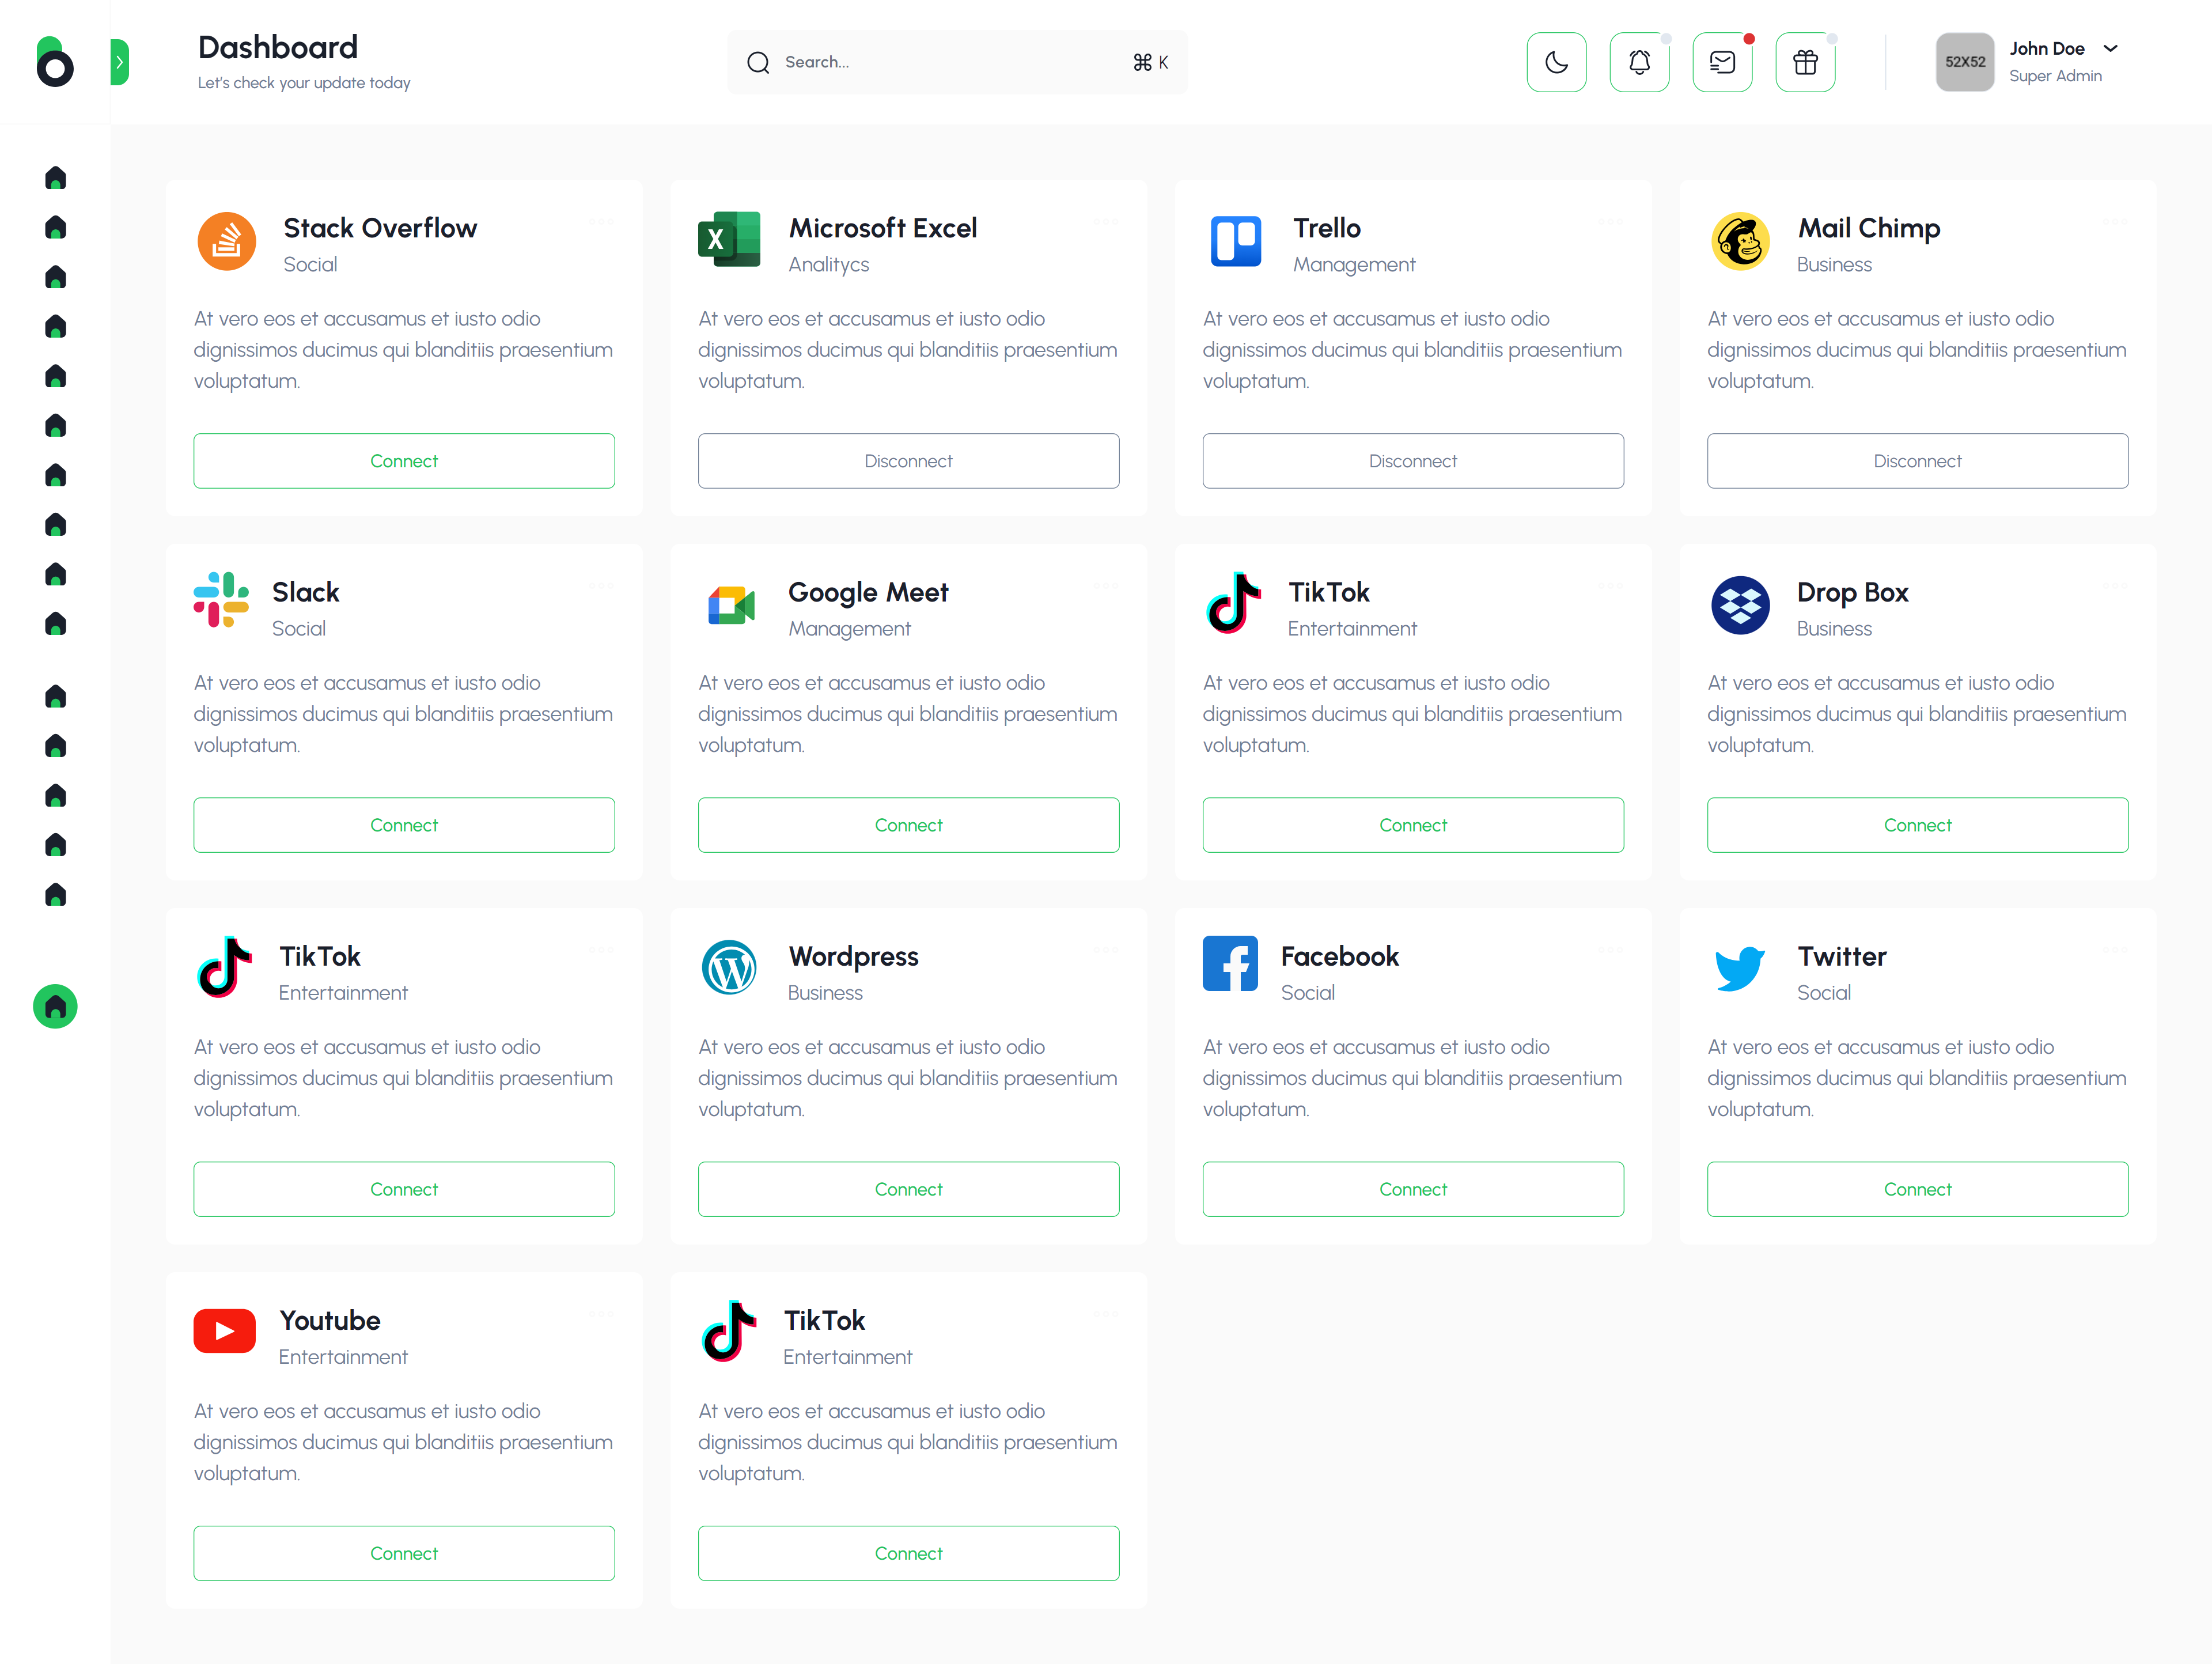 Dashboard
Let's check your update today
Search...
⌘ K
52X52
John Doe
Super Admin
Stack Overflow
Social
At vero eos et accusamus et iusto odio
dignissimos ducimus qui blanditiis praesentium
voluptatum.
Connect
Microsoft Excel
Analitycs
At vero eos et accusamus et iusto odio
dignissimos ducimus qui blanditiis praesentium
voluptatum.
Disconnect
Trello
Management
At vero eos et accusamus et iusto odio
dignissimos ducimus qui blanditiis praesentium
voluptatum.
Disconnect
Mail Chimp
Business
At vero eos et accusamus et iusto odio
dignissimos ducimus qui blanditiis praesentium
voluptatum.
Disconnect
Slack
Social
At vero eos et accusamus et iusto odio
dignissimos ducimus qui blanditiis praesentium
voluptatum.
Connect
Google Meet
Management
At vero eos et accusamus et iusto odio
dignissimos ducimus qui blanditiis praesentium
voluptatum.
Connect
TikTok
Entertainment
At vero eos et accusamus et iusto odio
dignissimos ducimus qui blanditiis praesentium
voluptatum.
Connect
Drop Box
Business
At vero eos et accusamus et iusto odio
dignissimos ducimus qui blanditiis praesentium
voluptatum.
Connect
TikTok
Entertainment
At vero eos et accusamus et iusto odio
dignissimos ducimus qui blanditiis praesentium
voluptatum.
Connect
Wordpress
Business
At vero eos et accusamus et iusto odio
dignissimos ducimus qui blanditiis praesentium
voluptatum.
Connect
Facebook
Social
At vero eos et accusamus et iusto odio
dignissimos ducimus qui blanditiis praesentium
voluptatum.
Connect
Twitter
Social
At vero eos et accusamus et iusto odio
dignissimos ducimus qui blanditiis praesentium
voluptatum.
Connect
Youtube
Entertainment
At vero eos et accusamus et iusto odio
dignissimos ducimus qui blanditiis praesentium
voluptatum.
Connect
TikTok
Entertainment
At vero eos et accusamus et iusto odio
dignissimos ducimus qui blanditiis praesentium
voluptatum.
Connect